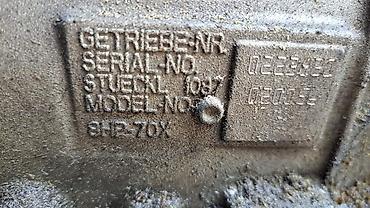 GETRIEBE-NR.
SERIAL-NO.
STUECKL. 1087
MODEL-NO.
8HP-70X